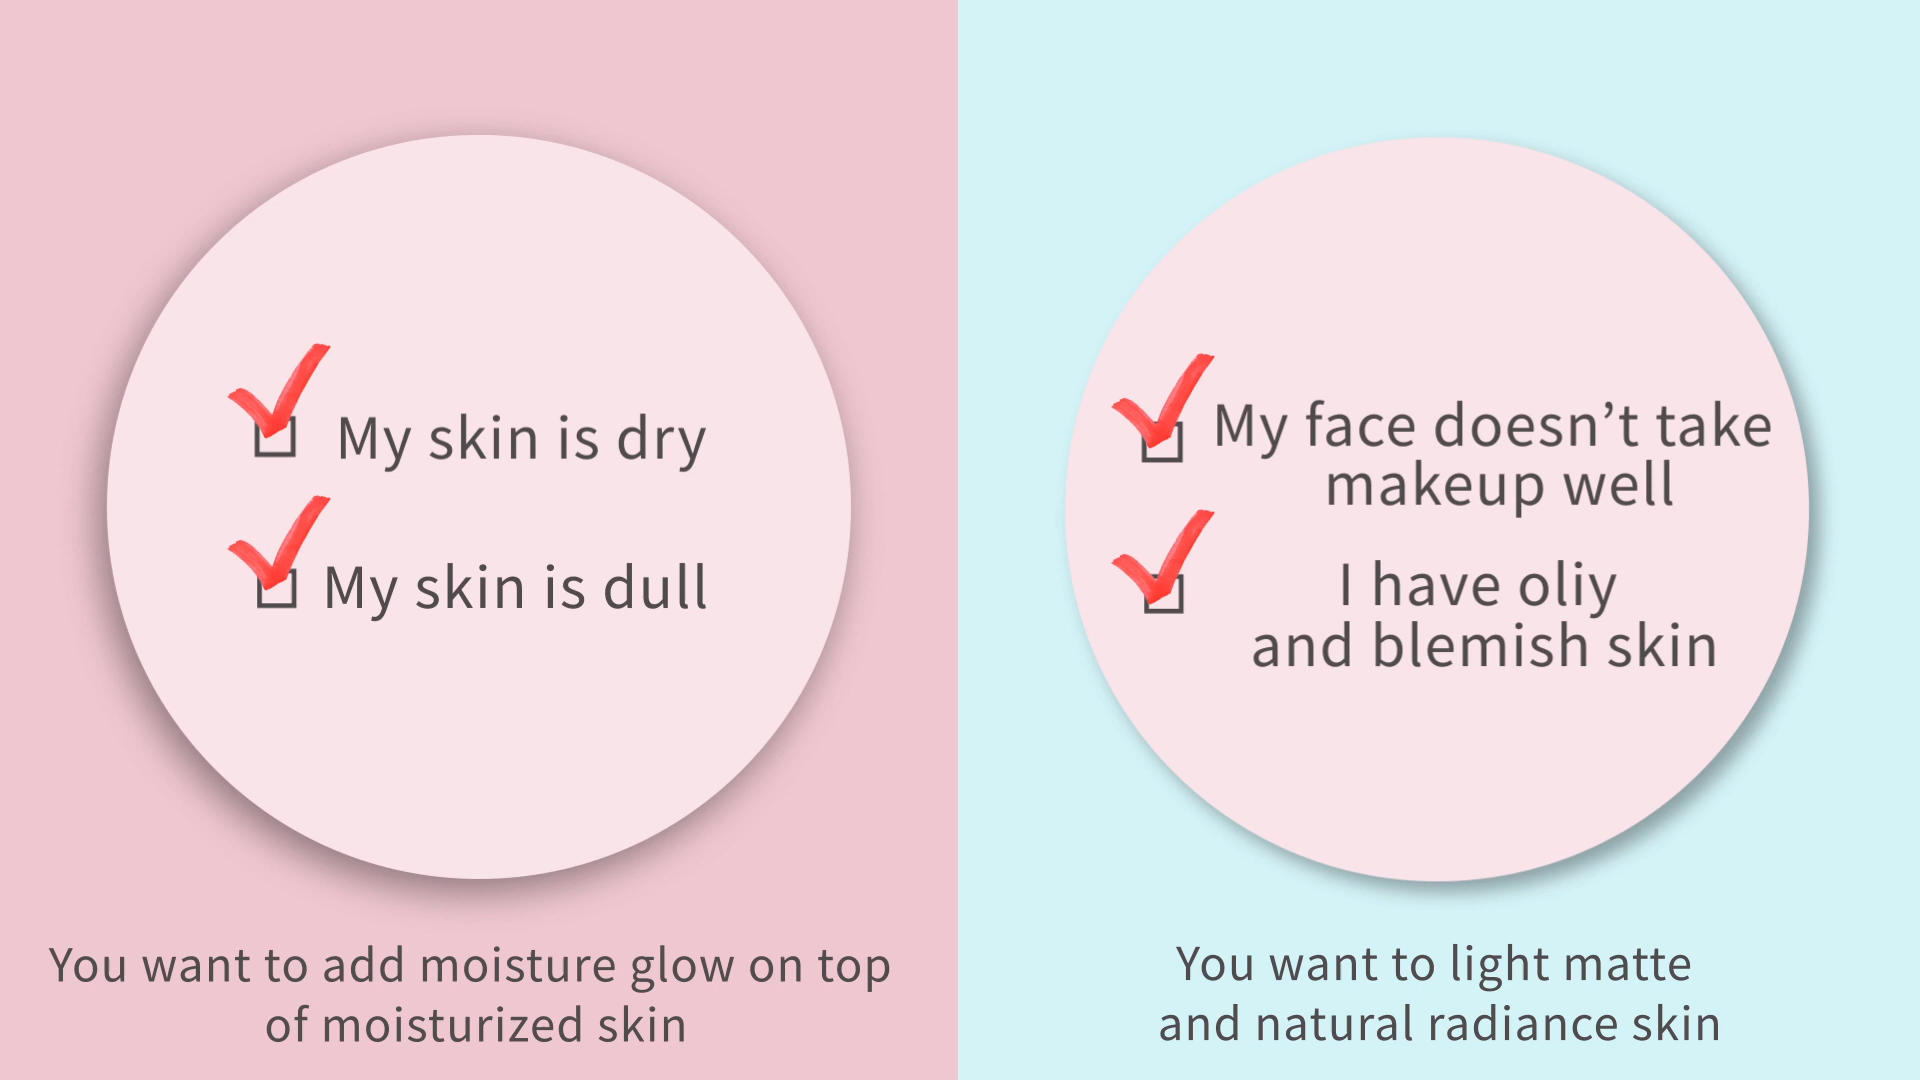 My skin is dry
My skin is dull
You want to add moisture glow on top
of moisturized skin
My face doesn’t take
makeup well
I have oliy
and blemish skin
You want to light matte
and natural radiance skin